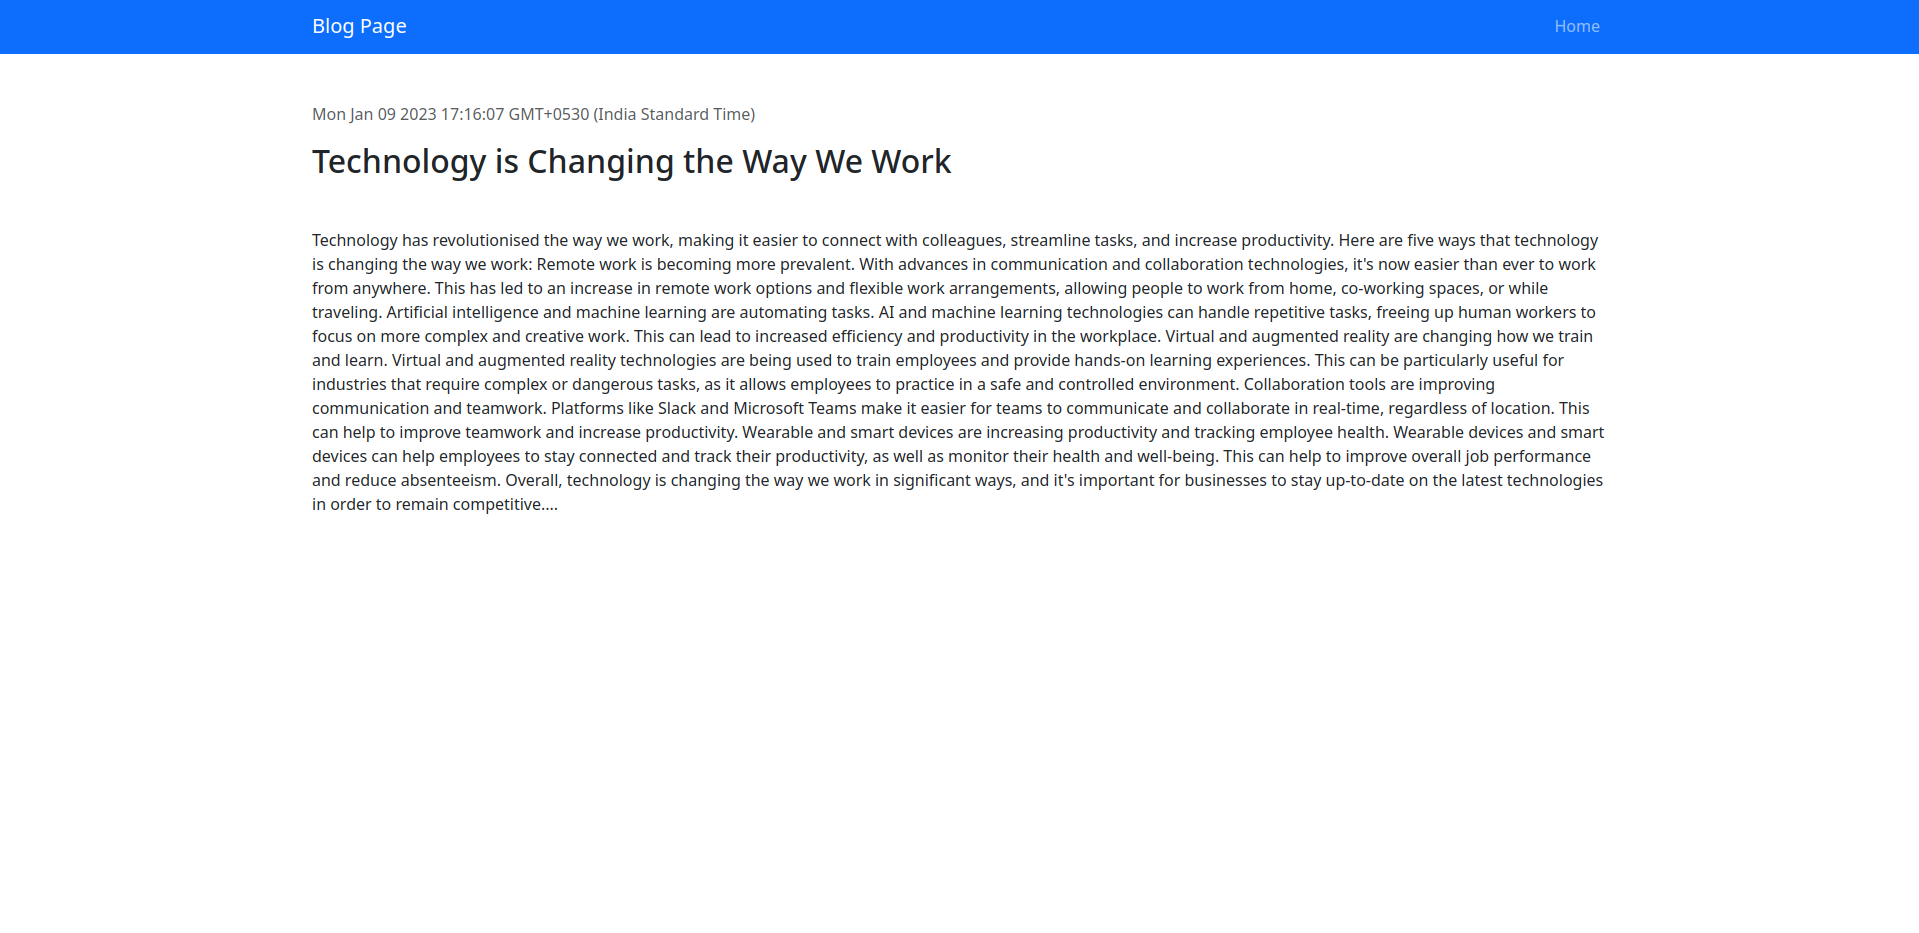 Blog Page
Home
Mon Jan 09 2023 17:16:07 GMT+0530 (India Standard Time)
Technology is Changing the Way We Work
Technology has revolutionised the way we work, making it easier to connect with colleagues, streamline tasks, and increase productivity. Here are five ways that technology
is changing the way we work: Remote work is becoming more prevalent. With advances in communication and collaboration technologies, it's now easier than ever to work
from anywhere. This has led to an increase in remote work options and flexible work arrangements, allowing people to work from home, co-working spaces, or while
traveling. Artificial intelligence and machine learning are automating tasks. AI and machine learning technologies can handle repetitive tasks, freeing up human workers to
focus on more complex and creative work. This can lead to increased efficiency and productivity in the workplace. Virtual and augmented reality are changing how we train
and learn. Virtual and augmented reality technologies are being used to train employees and provide hands-on learning experiences. This can be particularly useful for
industries that require complex or dangerous tasks, as it allows employees to practice in a safe and controlled environment. Collaboration tools are improving
communication and teamwork. Platforms like Slack and Microsoft Teams make it easier for teams to communicate and collaborate in real-time, regardless of location. This
can help to improve teamwork and increase productivity. Wearable and smart devices are increasing productivity and tracking employee health. Wearable devices and smart
devices can help employees to stay connected and track their productivity, as well as monitor their health and well-being. This can help to improve overall job performance
and reduce absenteeism. Overall, technology is changing the way we work in significant ways, and it's important for businesses to stay up-to-date on the latest technologies
in order to remain competitive....